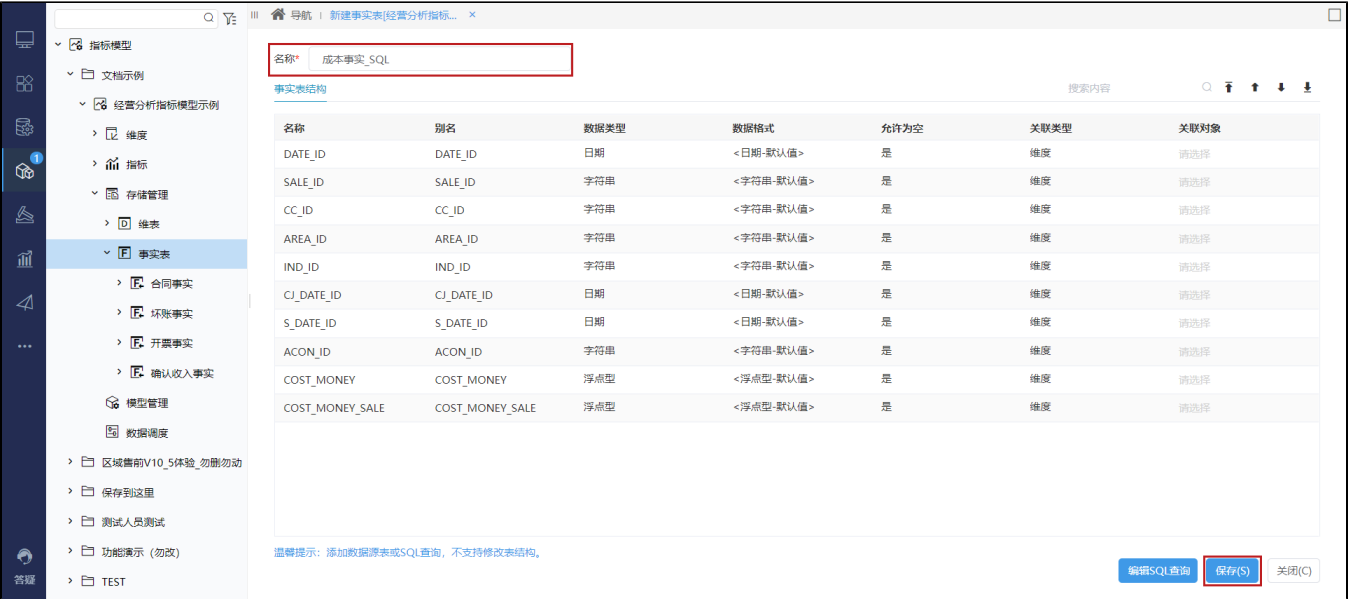 导航 新建事实表[经营分析指标...
指标模型
文档示例
经营分析指标模型示例
维度
1
指标
存储管理
维表
事实表
合同事实
坏账事实
开票事实
确认收入事实
模型管理
数据调度
区域售前V10_5体验_勿删勿动
保存到这里
测试人员测试
功能演示（勿改）
TEST
答疑
名称* 成本事实_SQL
事实表结构 搜索内容
名称 别名 数据类型 数据格式 允许为空 关联类型 关联对象
DATE_ID DATE_ID 日期 <日期-默认值> 是 维度 请选择
SALE_ID SALE_ID 字符串 <字符串-默认值> 是 维度 请选择
CC_ID CC_ID 字符串 <字符串-默认值> 是 维度 请选择
AREA_ID AREA_ID 字符串 <字符串-默认值> 是 维度 请选择
IND_ID IND_ID 字符串 <字符串-默认值> 是 维度 请选择
CJ_DATE_ID CJ_DATE_ID 日期 <日期-默认值> 是 维度 请选择
S_DATE_ID S_DATE_ID 日期 <日期-默认值> 是 维度 请选择
ACON_ID ACON_ID 字符串 <字符串-默认值> 是 维度 请选择
COST_MONEY COST_MONEY 浮点型 <浮点型-默认值> 是 维度 请选择
COST_MONEY_SALE COST_MONEY_SALE 浮点型 <浮点型-默认值> 是 维度 请选择
温馨提示：添加数据源表或SQL查询，不支持修改表结构。
编辑SQL查询 保存(S) 关闭(C)